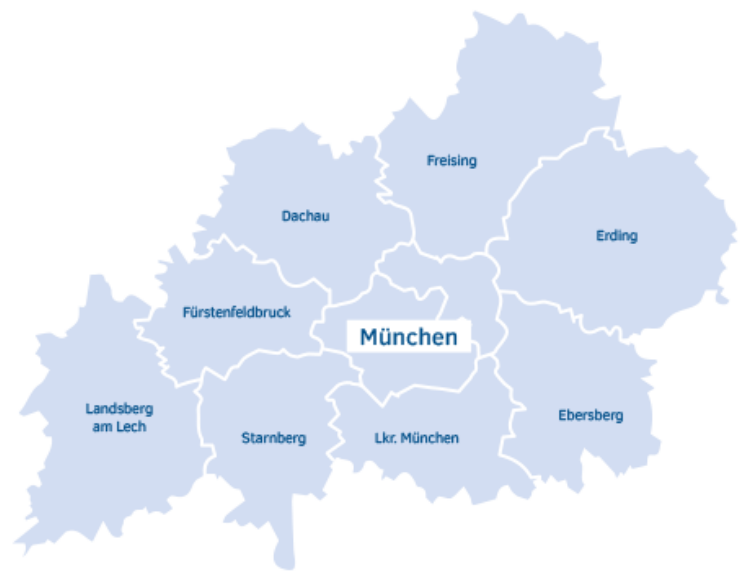 Freising
Dachau
Erding
Fürstenfeldbruck
München
Landsberg
am Lech
Starnberg
Lkr. München
Ebersberg